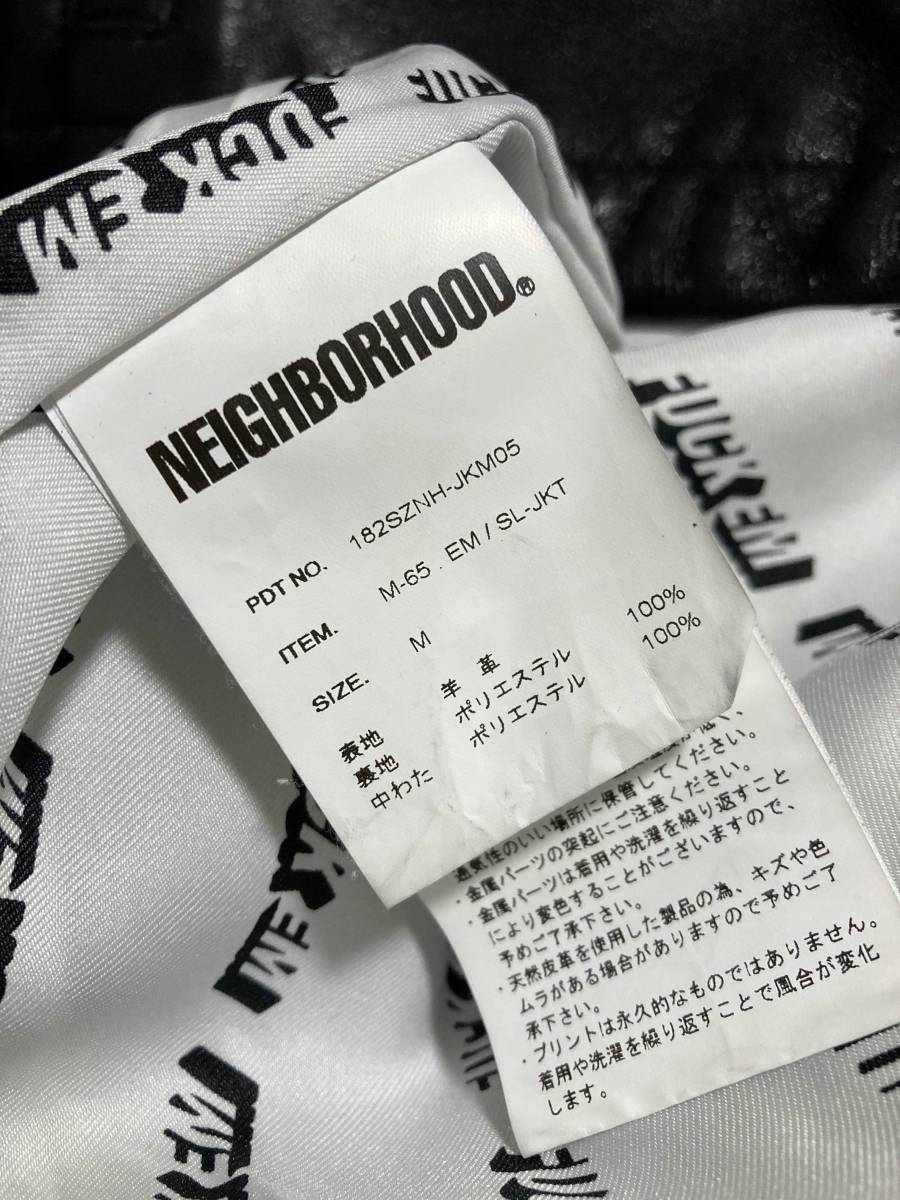 FUCK EM
NEIGHBORHOOD®
PDT NO. 182SZNH-JKM05
ITEM. M-65 . EM / SL-JKT
SIZE. M
表地 羊 革
裏地 ポリエステル 100%
中わた ポリエステル 100%
通気性のいい場所に保管してください。
・金属パーツの突起にご注意ください。
・金属パーツは着用や洗濯を繰り返すこと
により変色することがございますので、
予めご了承下さい。
・天然皮革を使用した製品の為、キズや色
ムラがある場合がありますので予めご了
承下さい。
・プリントは永久的なものではありません。
着用や洗濯を繰り返すことで風合が変化
します。
FUCK EM